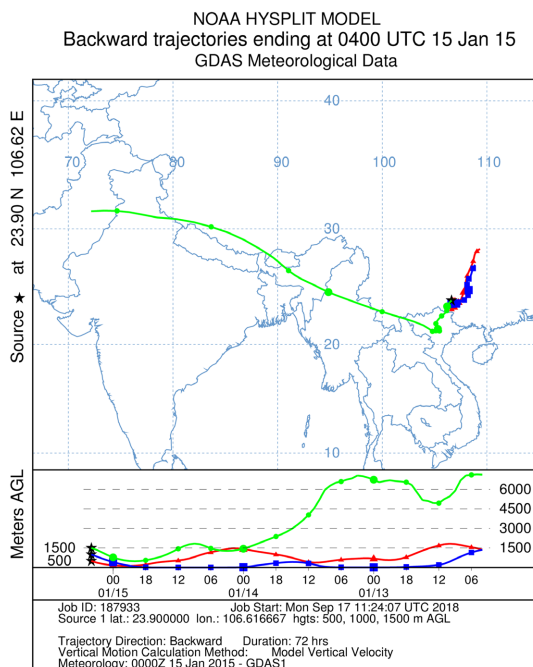 NOAA HYSPLIT MODEL
Backward trajectories ending at 0400 UTC 15 Jan 15
GDAS Meteorological Data
Source ★ at 23.90 N 106.62 E
40
70 80 90 100 110
30
20
10
Meters AGL
6000
4500
3000
1500 1500
500
00 18 12 06 00 18 12 06 00 18 12 06
01/15 01/14 01/13
Job ID: 187933 Job Start: Mon Sep 17 11:24:07 UTC 2018
Source 1 lat.: 23.900000 lon.: 106.616667 hgts: 500, 1000, 1500 m AGL
Trajectory Direction: Backward Duration: 72 hrs
Vertical Motion Calculation Method: Model Vertical Velocity
Meteorology: 0000Z 15 Jan 2015 - GDAS1